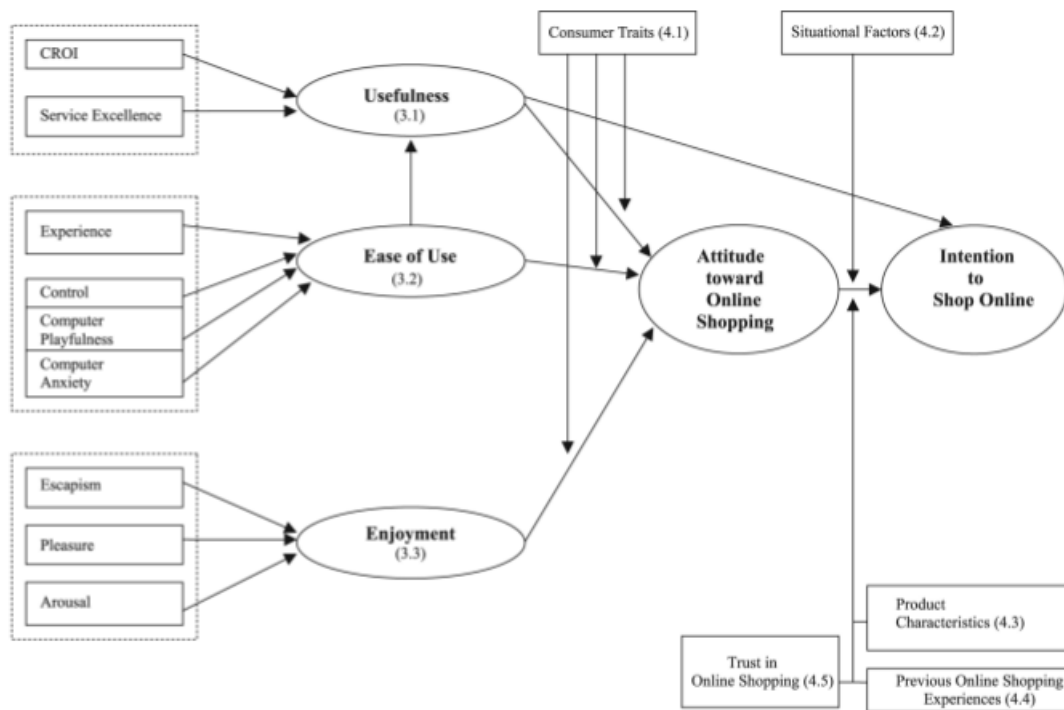 Consumer Traits (4.1)
Situational Factors (4.2)
CROI
Service Excellence
Usefulness
(3.1)
Experience
Control
Computer
Playfulness
Computer
Anxiety
Ease of Use
(3.2)
Attitude
toward
Online
Shopping
Intention
to
Shop Online
Escapism
Pleasure
Arousal
Enjoyment
(3.3)
Product
Characteristics (4.3)
Trust in
Online Shopping (4.5)
Previous Online Shopping
Experiences (4.4)